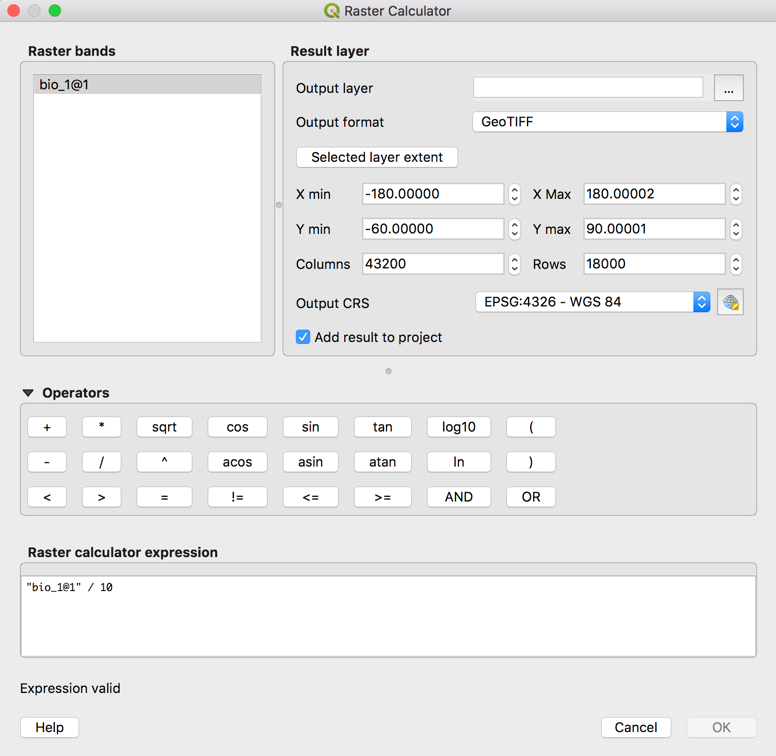 Raster Calculator
Raster bands
bio_1@1
Result layer
Output layer
...
Output format GeoTIFF
Selected layer extent
X min -180.00000 X Max 180.00002
Y min -60.00000 Y max 90.00001
Columns 43200 Rows 18000
Output CRS EPSG:4326 - WGS 84
Add result to project
Operators
+ * sqrt cos sin tan log10 (
- / ^ acos asin atan ln )
< > = != <= >= AND OR
Raster calculator expression
"bio_1@1" / 10
Expression valid
Help Cancel OK